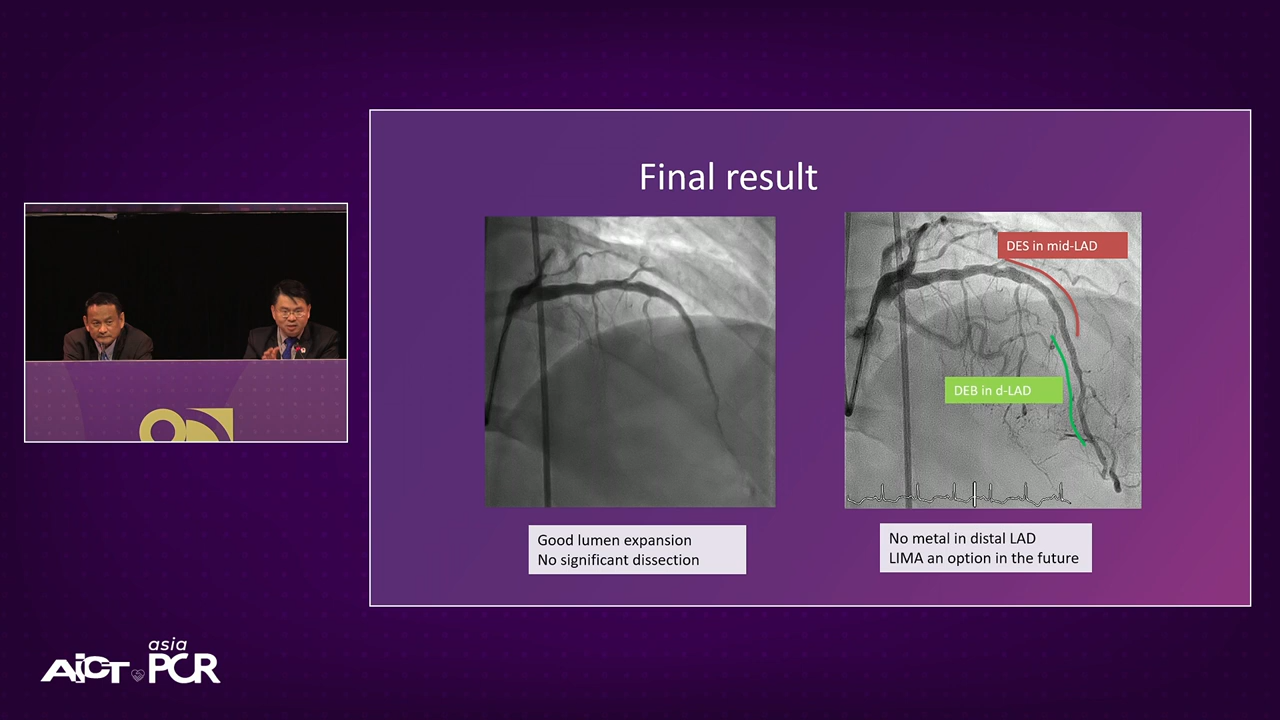 Final result
DES in mid-LAD
DEB in d-LAD
Good lumen expansion
No significant dissection
No metal in distal LAD
LIMA an option in the future
asia
AICT PCR